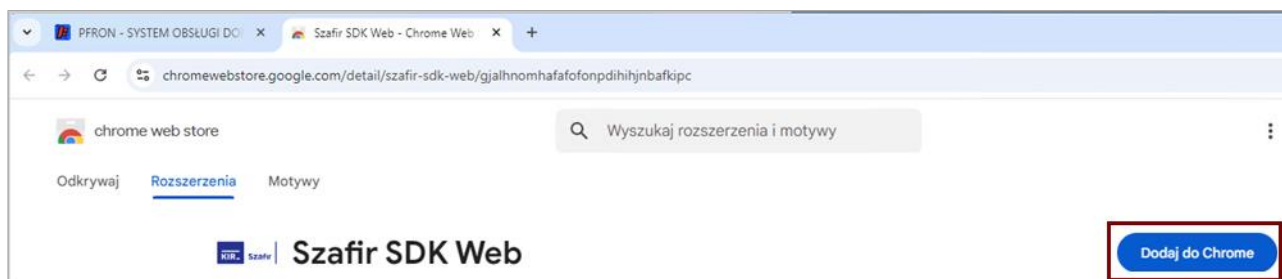 PFRON - SYSTEM OBSŁUGI DO
Szafir SDK Web - Chrome Web
chromewebstore.google.com/detail/szafir-sdk-web/gjalhnomhafafofonpdihihjnbafkipc
chrome web store
Wyszukaj rozszerzenia i motywy
Odkrywaj Rozszerzenia Motywy
KIR. Szafir Szafir SDK Web
Dodaj do Chrome